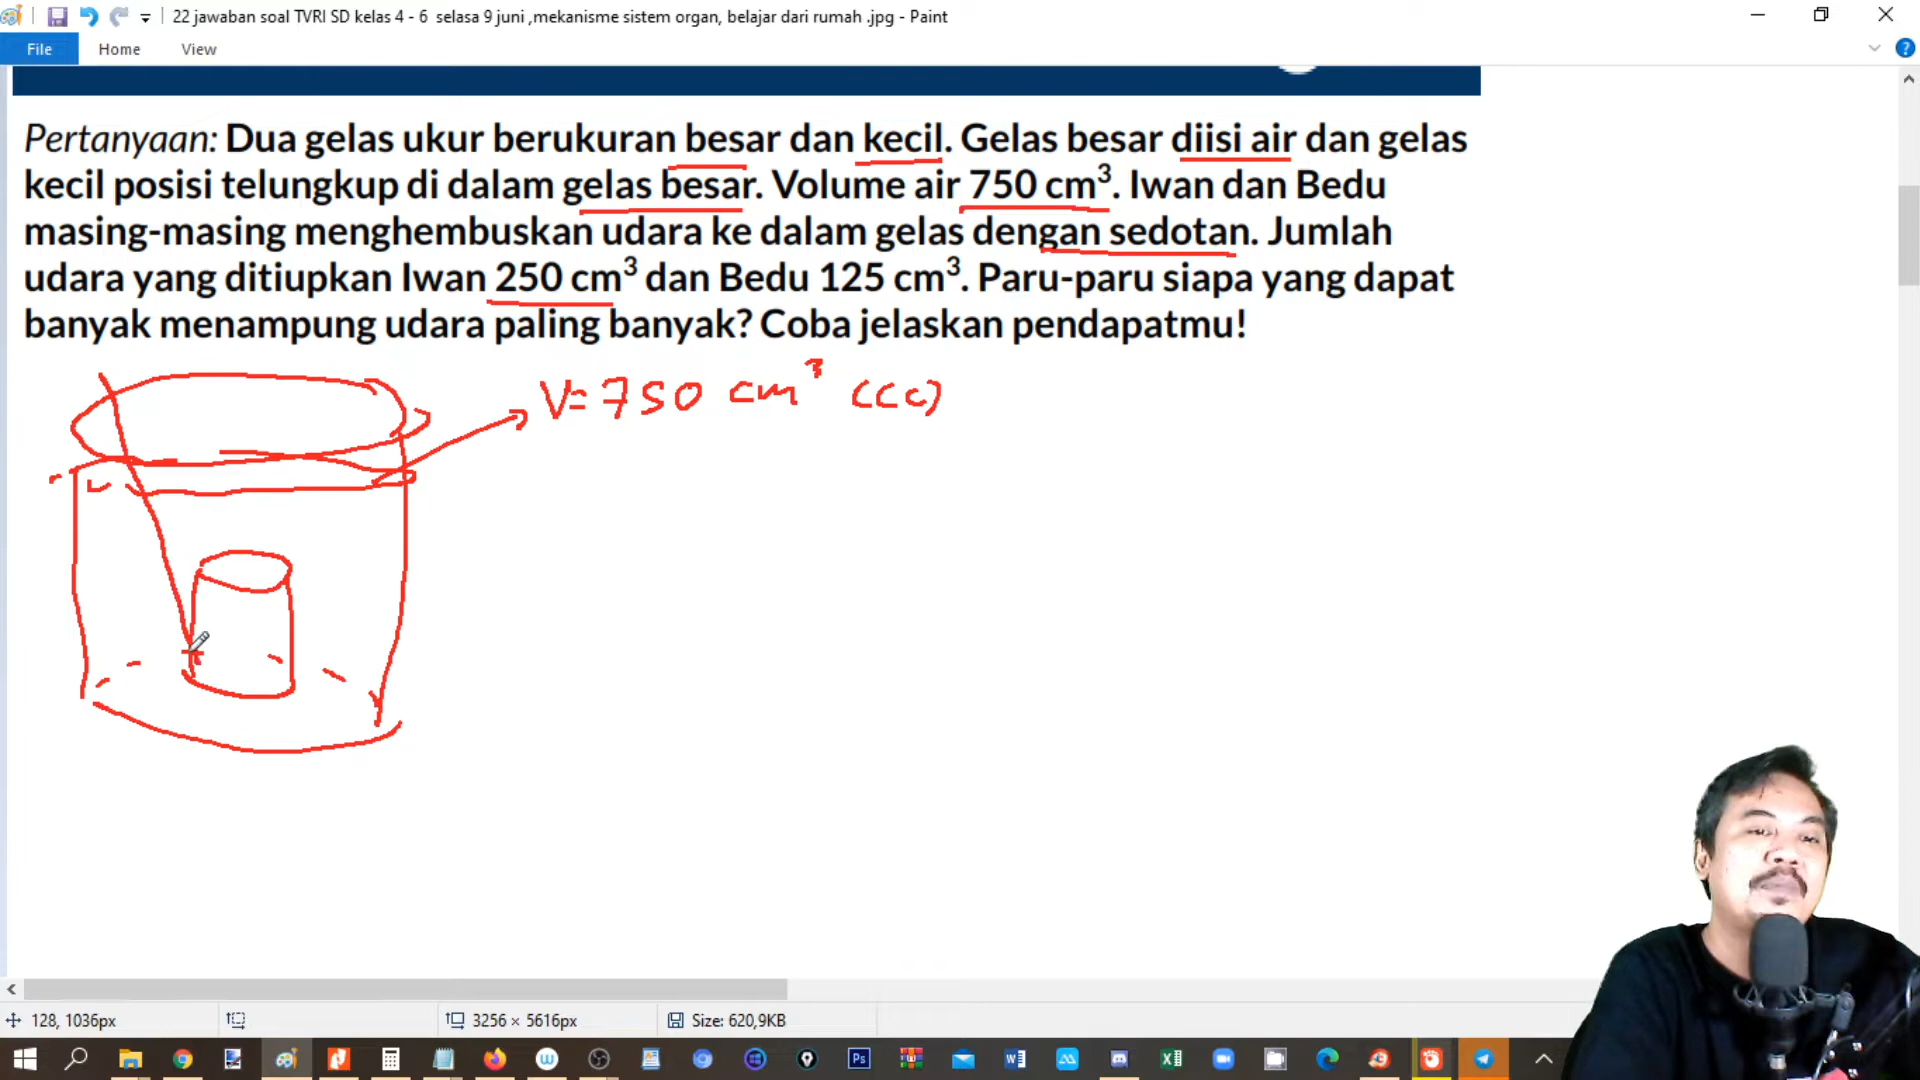 22 jawaban soal TVRI SD kelas 4 - 6 selasa 9 juni ,mekanisme sistem organ, belajar dari rumah .jpg - Paint
File Home View
Pertanyaan: Dua gelas ukur berukuran besar dan kecil. Gelas besar diisi air dan gelas
kecil posisi telungkup di dalam gelas besar. Volume air 750 cm³. Iwan dan Bedu
masing-masing menghembuskan udara ke dalam gelas dengan sedotan. Jumlah
udara yang ditiupkan Iwan 250 cm³ dan Bedu 125 cm³. Paru-paru siapa yang dapat
banyak menampung udara paling banyak? Coba jelaskan pendapatmu!
V=750 cm³ (cc)
128, 1036px 3256 × 5616px Size: 620,9KB